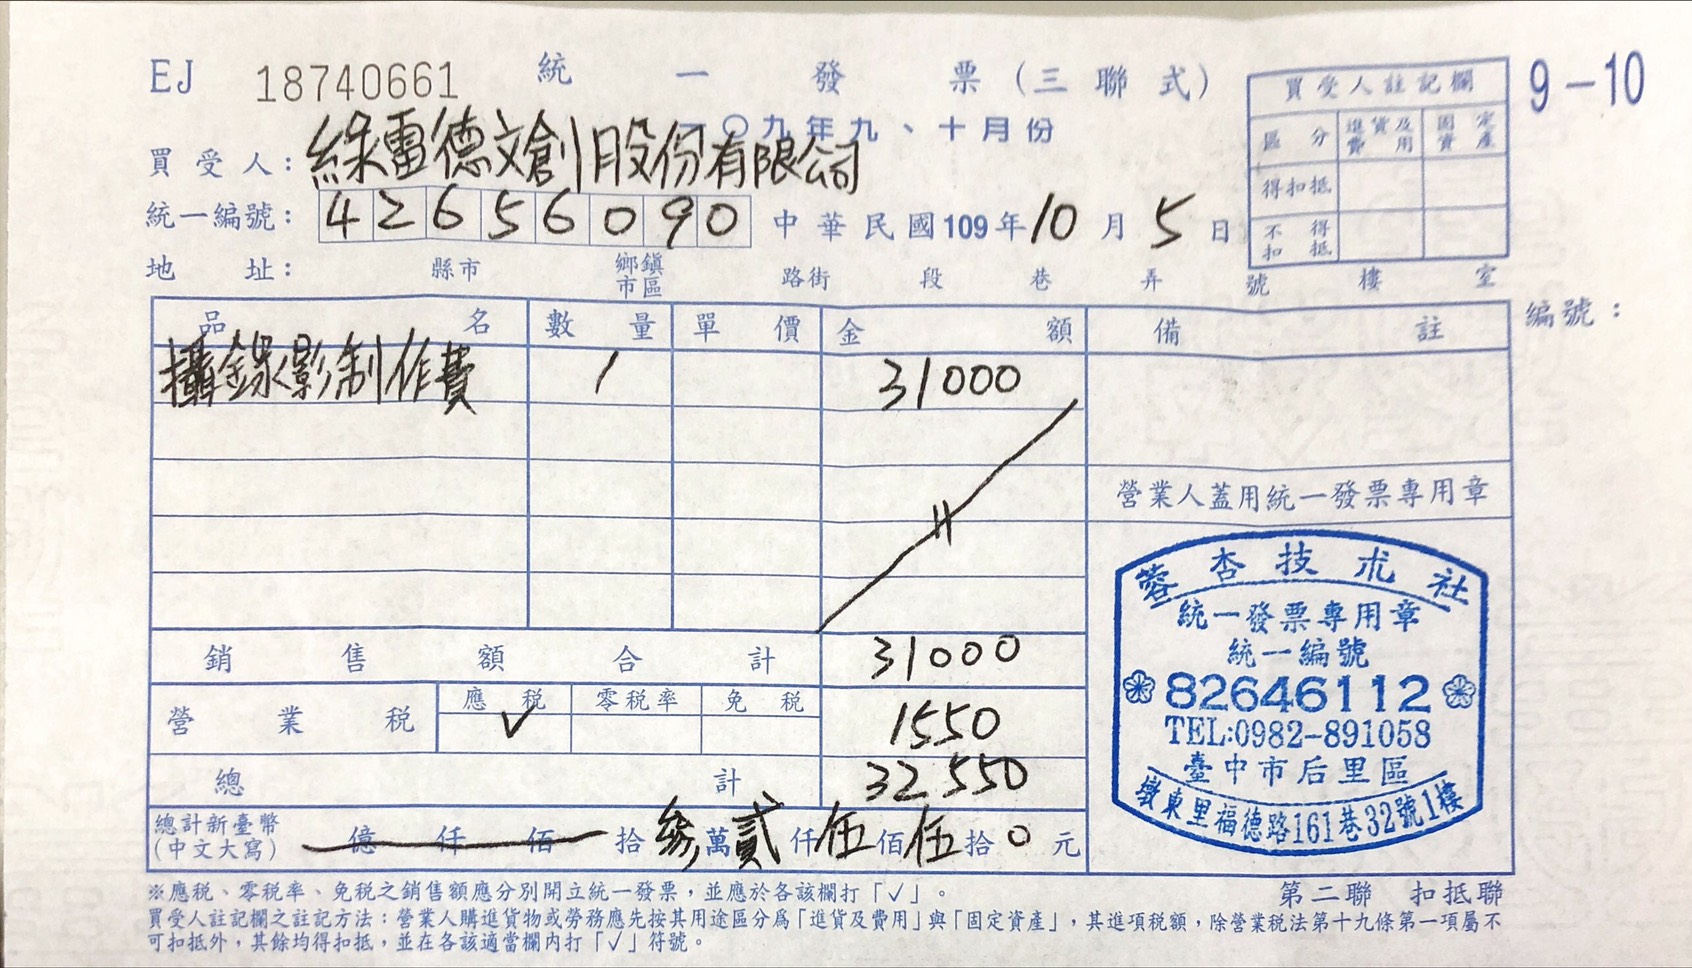 EJ 18740661 統一發票(三聯式) 9-10
一〇九年九、十月份
買受人: 綠雷德文創股份有限公司
統一編號: 42656090 中華民國109年10月5日
地址: 縣市 鄉鎮市區 路街 段 巷 弄 號 樓 室
買受人註記欄
區分 進貨及費用 固定資產
得扣抵
不得扣抵
編號:
品名 數量 單價 金額 備註
攝錄影制作費 1 31000
營業人蓋用統一發票專用章
銷售額合計 31000
營業稅 應稅 零稅率 免稅 1550
✓
總計 32550
總計新臺幣
(中文大寫) 億 仟 佰 拾 參萬貳仟伍佰伍拾0元
蓉杏技朮社
統一發票專用章
統一編號
82646112
TEL:0982-891058
臺中市后里區
墩東里福德路161巷32號1樓
※應稅、零稅率、免稅之銷售額應分別開立統一發票,並應於各該欄打「✓」。
第二聯 扣抵聯
買受人註記欄之註記方法:營業人購進貨物或勞務應先按其用途區分為「進貨及費用」與「固定資產」,其進項稅額,除營業稅法第十九條第一項屬不
可扣抵外,其餘均得扣抵,並在各該適當欄內打「✓」符號。